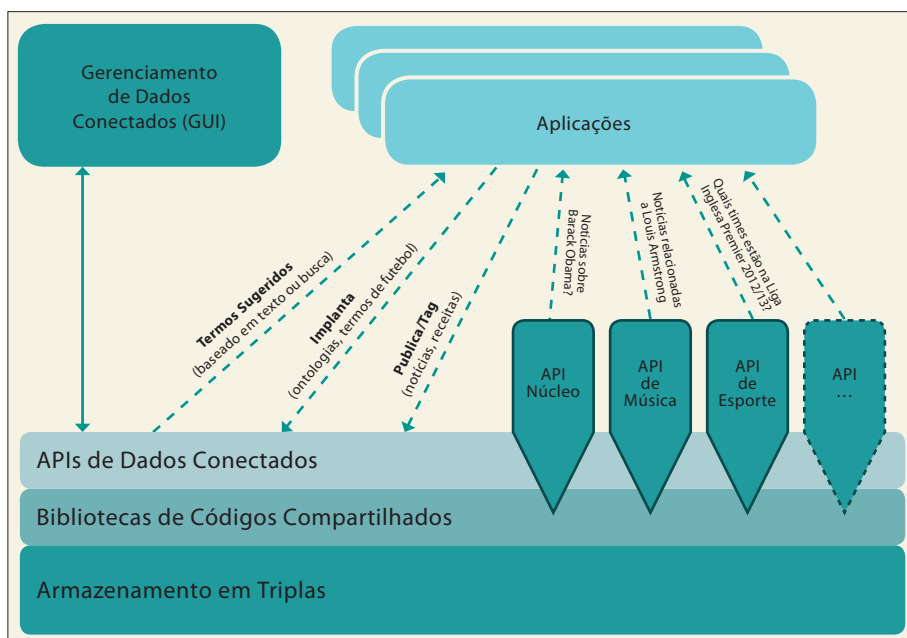 Gerenciamento
de Dados
Conectados (GUI)
Aplicações
Termos Sugeridos
(baseado em texto ou busca)
Implanta
(ontologias, termos de futebol)
Publica/Tag
(notícias, receitas)
Notícias sobre
Barack Obama?
Notícias relacionadas
a Louis Armstrong
Quais times estão na Liga
Inglesa Premier 2012/13?
API
Núcleo
API
de
Música
API
de
Esporte
API
...
APIs de Dados Conectados
Bibliotecas de Códigos Compartilhados
Armazenamento em Triplas